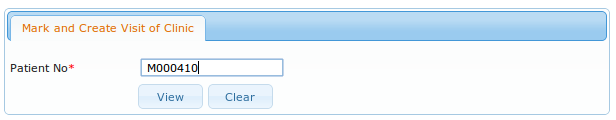 Mark and Create Visit of Clinic
Patient No* M000410
View Clear